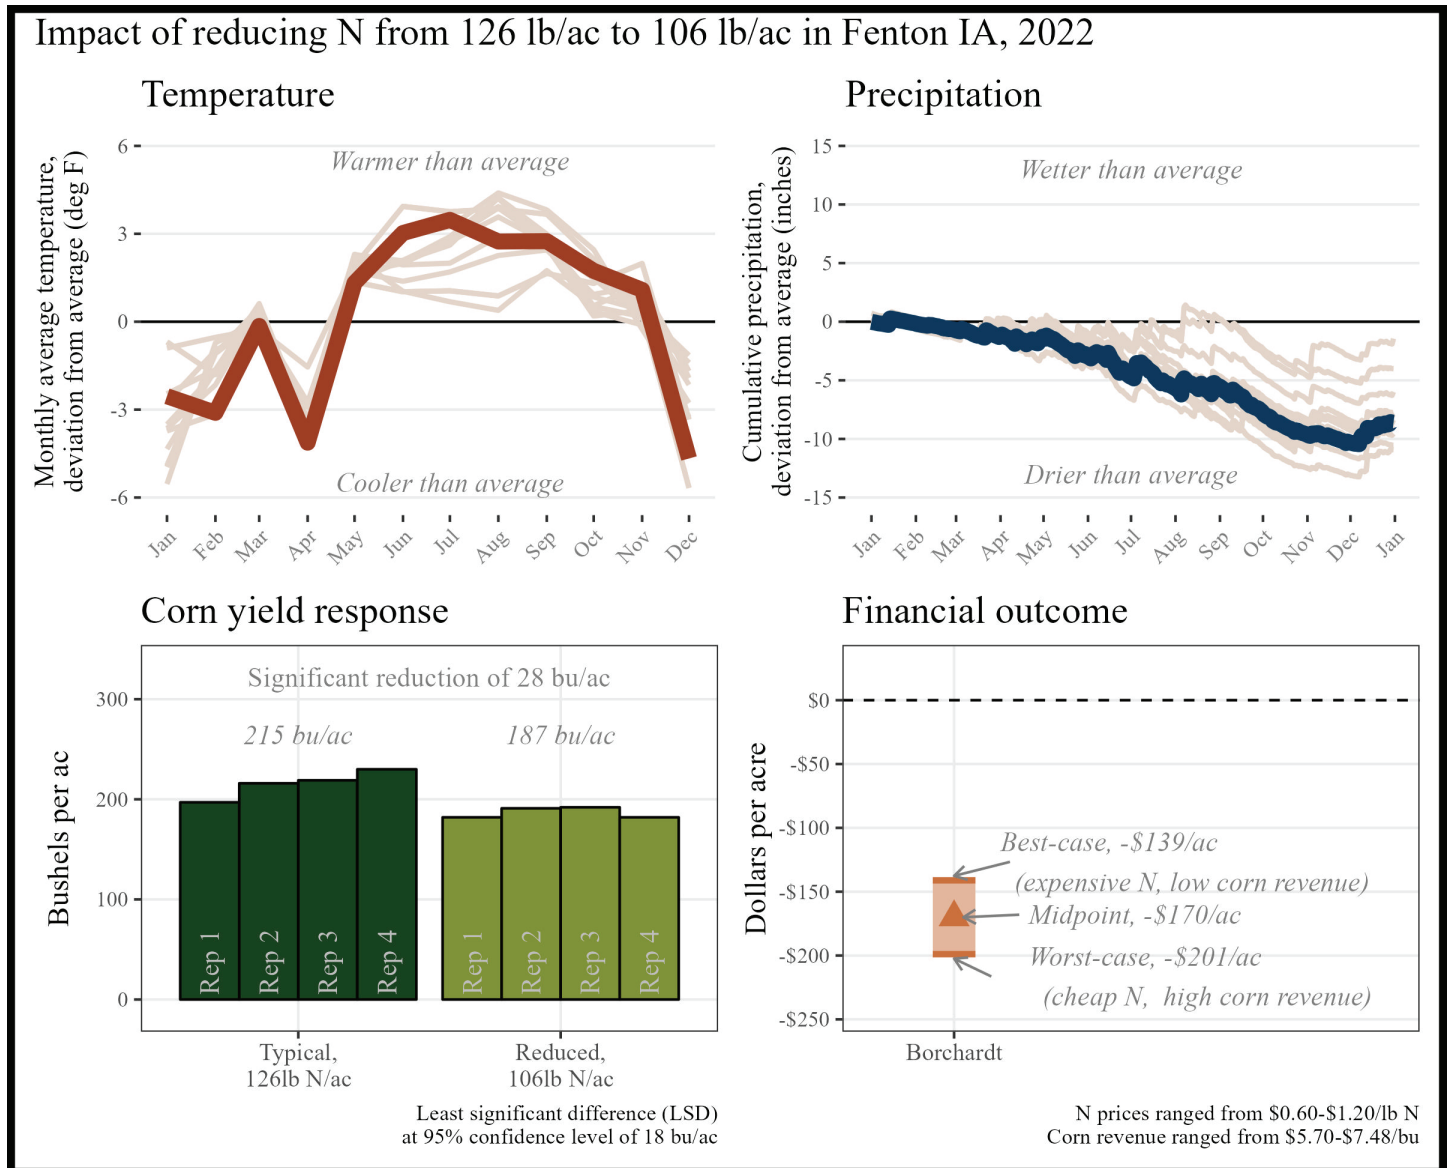 Impact of reducing N from 126 lb/ac to 106 lb/ac in Fenton IA, 2022
Temperature
Monthly average temperature,
deviation from average (deg F)
6
3
0
-3
-6
Warmer than average
Cooler than average
Jan
Feb
Mar
Apr
May
Jun
Jul
Aug
Sep
Oct
Nov
Dec
Precipitation
Cumulative precipitation,
deviation from average (inches)
15
10
5
0
-5
-10
-15
Wetter than average
Drier than average
Jan
Feb
Mar
Apr
May
Jun
Jul
Aug
Sep
Oct
Nov
Dec
Jan
Corn yield response
Bushels per ac
300
200
100
0
Significant reduction of 28 bu/ac
215 bu/ac
187 bu/ac
Rep 1
Rep 2
Rep 3
Rep 4
Rep 1
Rep 2
Rep 3
Rep 4
Typical,
126lb N/ac
Reduced,
106lb N/ac
Least significant difference (LSD)
at 95% confidence level of 18 bu/ac
Financial outcome
Dollars per acre
$0
-$50
-$100
-$150
-$200
-$250
Best-case, -$139/ac
(expensive N, low corn revenue)
Midpoint, -$170/ac
Worst-case, -$201/ac
(cheap N, high corn revenue)
Borchardt
N prices ranged from $0.60-$1.20/lb N
Corn revenue ranged from $5.70-$7.48/bu